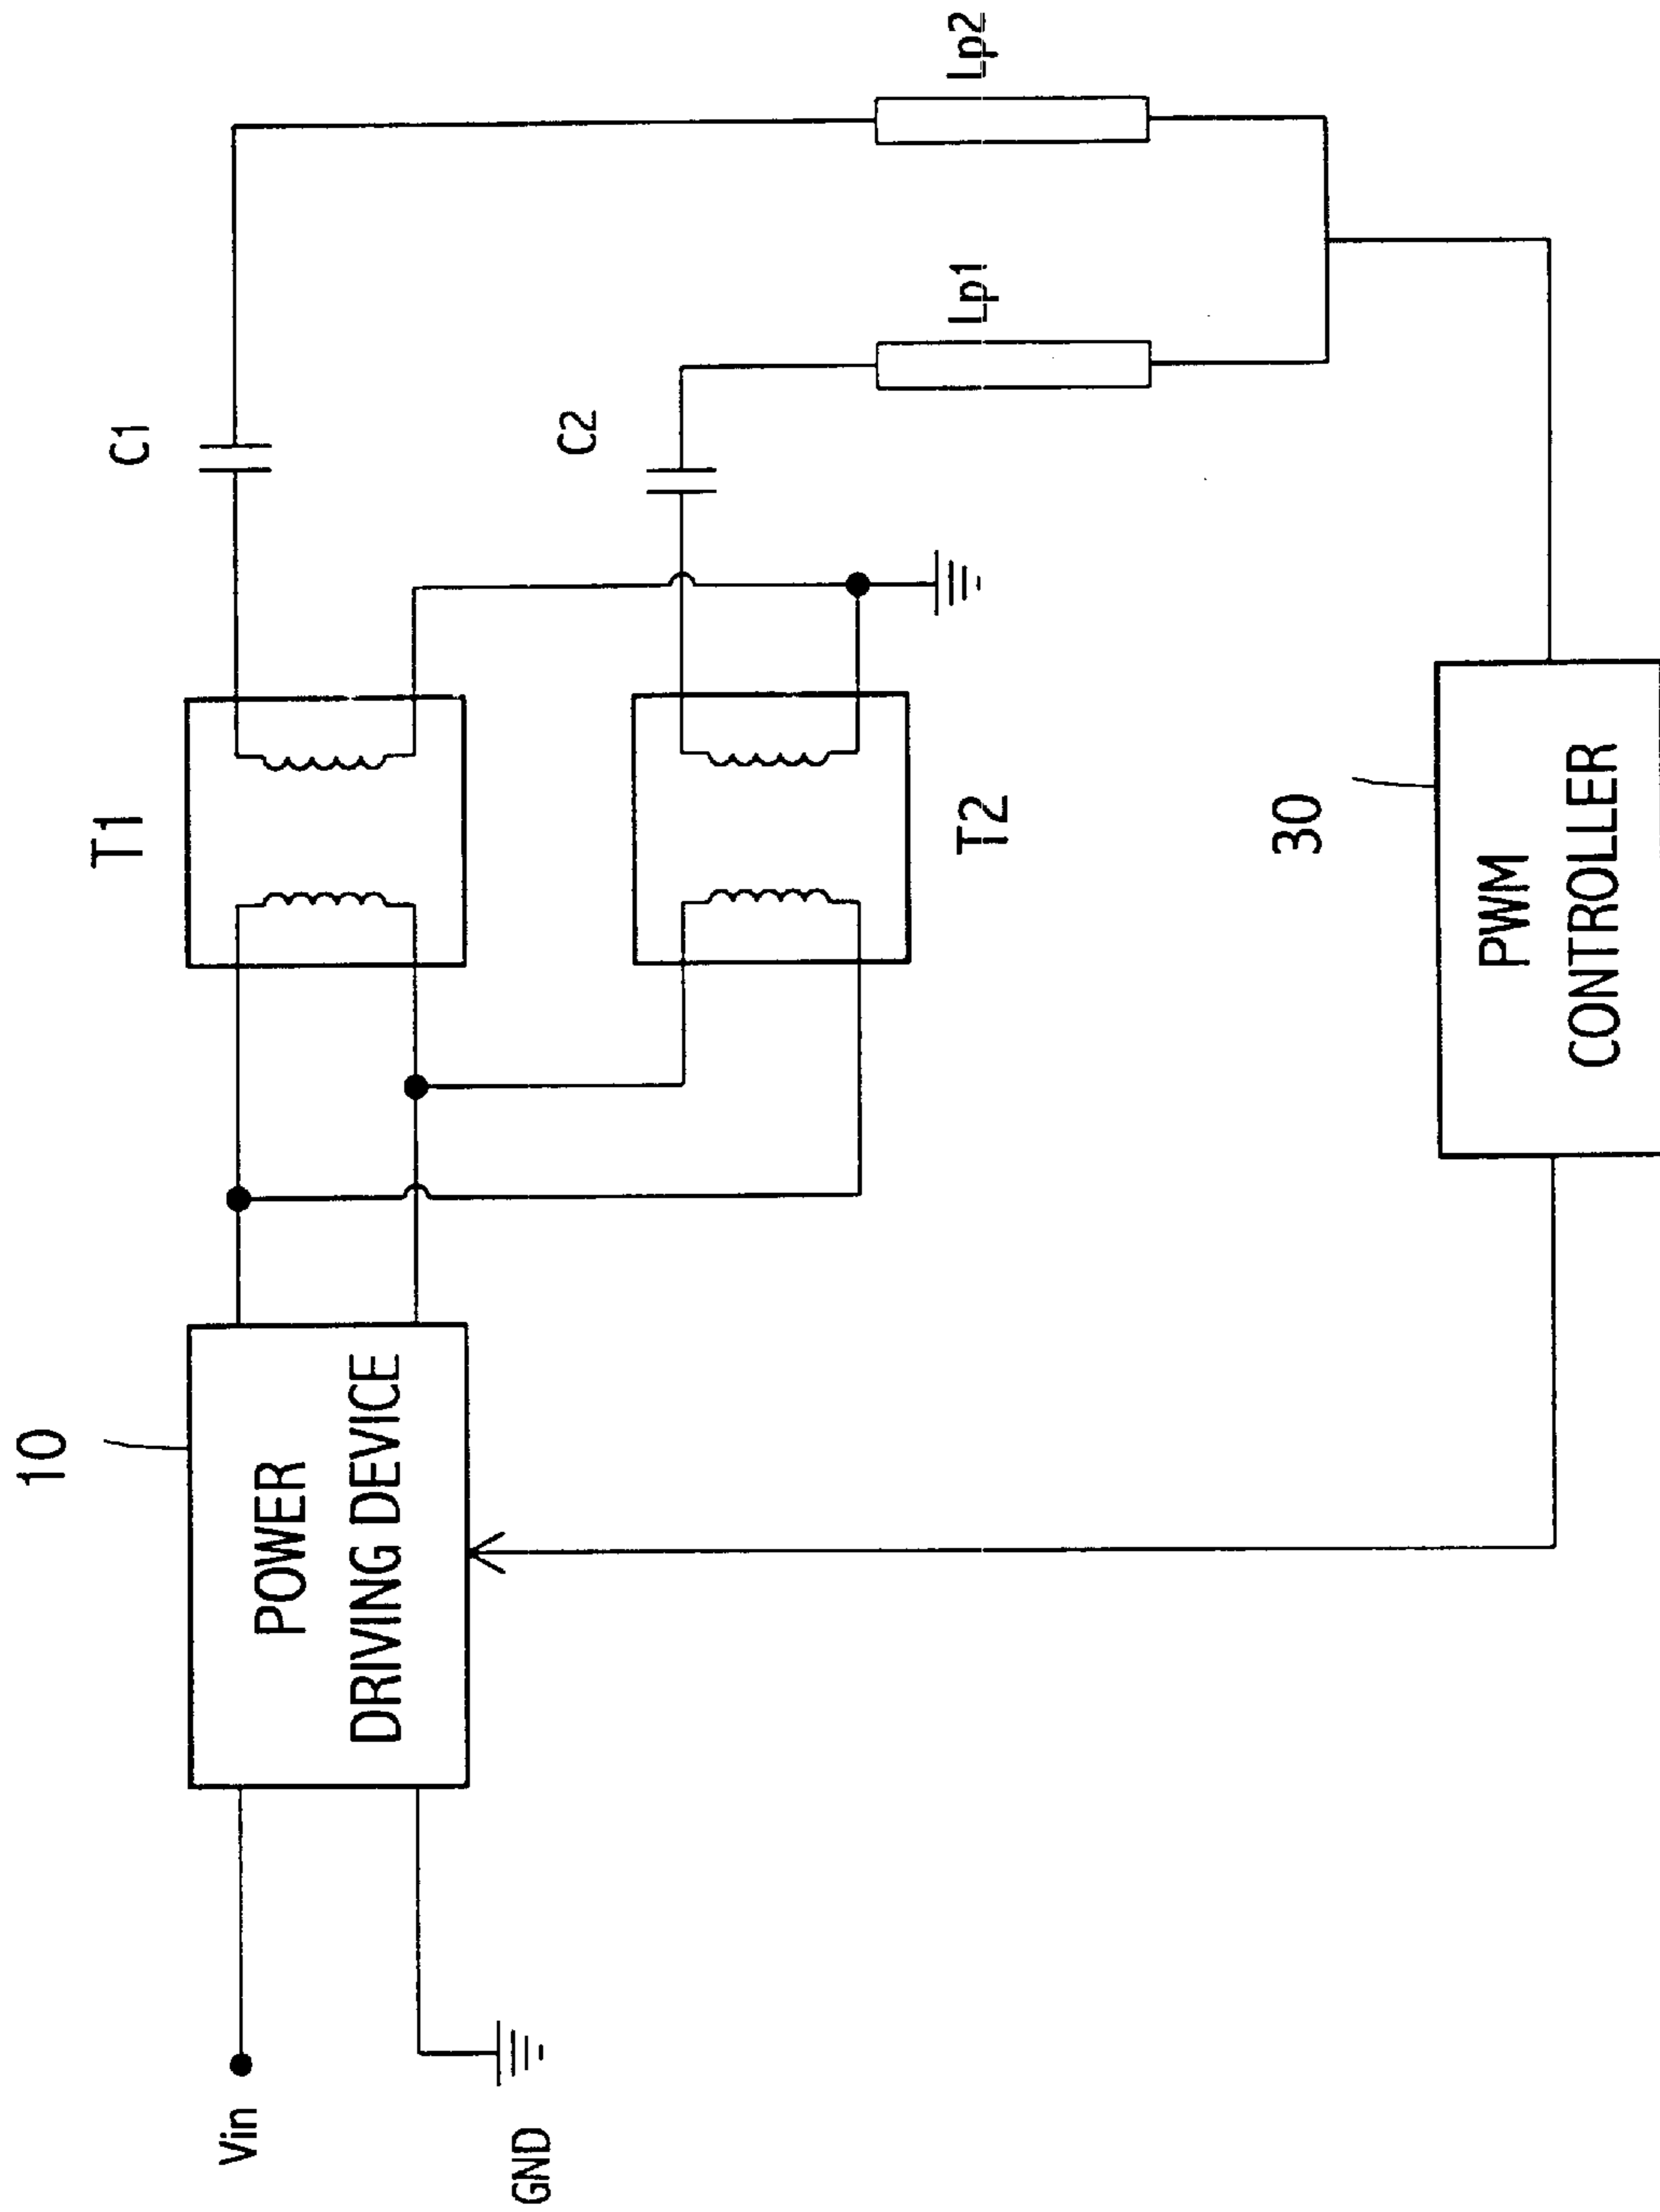 10
POWER
DRIVING DEVICE
Vin
GND
T1
T2
C1
C2
Lp1
Lp2
30
PWM
CONTROLLER